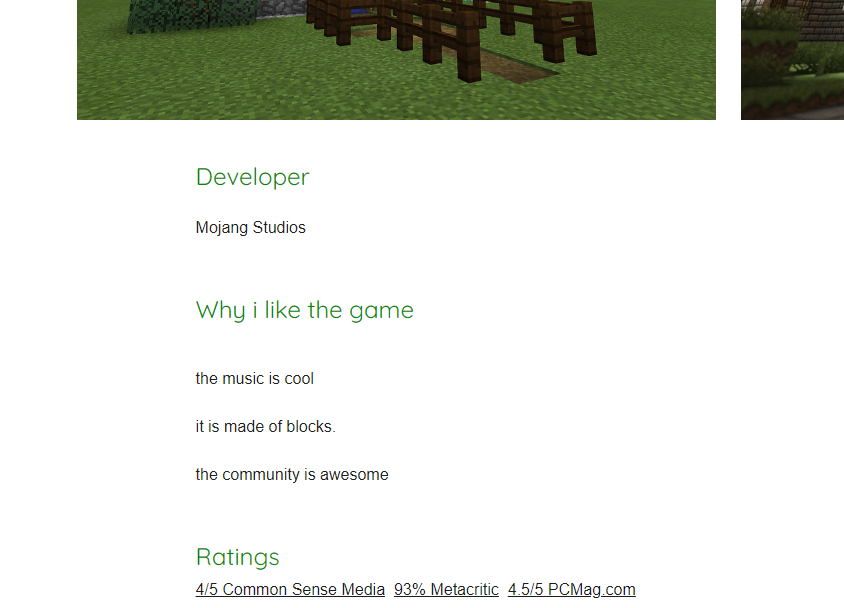 Developer
Mojang Studios
Why i like the game
the music is cool
it is made of blocks.
the community is awesome
Ratings
4/5 Common Sense Media 93% Metacritic 4.5/5 PCMag.com